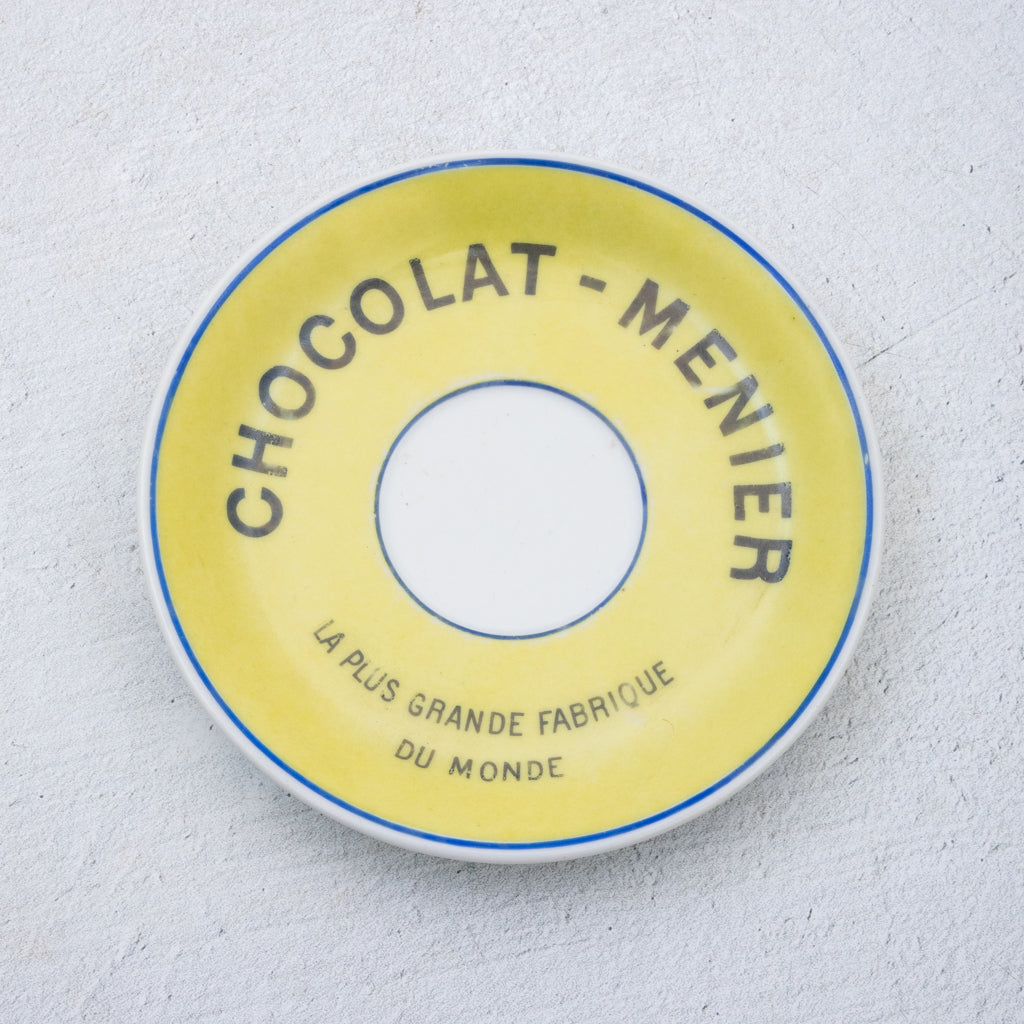 CHOCOLAT - MENIER
LA PLUS GRANDE FABRIQUE
DU MONDE